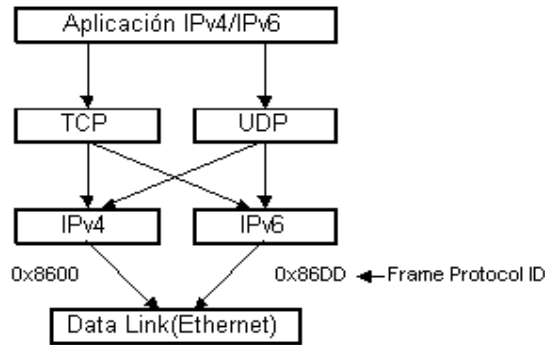 Aplicación IPv4/IPv6
TCP
UDP
IPv4
IPv6
0x8600
0x86DD
Frame Protocol ID
Data Link(Ethernet)